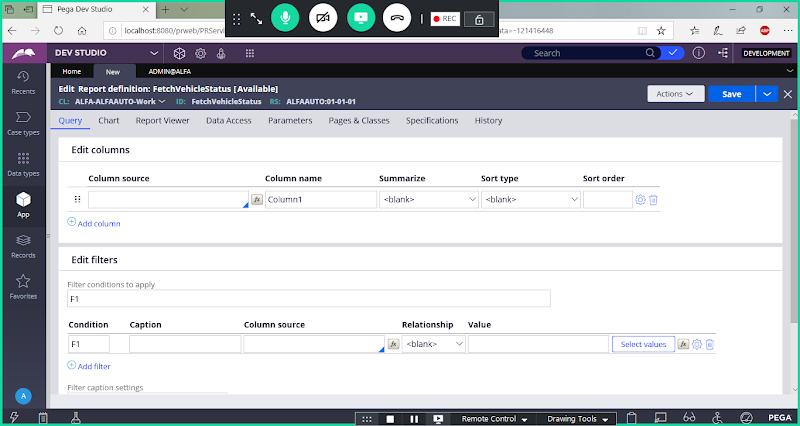 Pega Dev Studio
REC
localhost:8080/prweb/PRServ
ndata=-121416448
ABP
DEV STUDIO
Search
DEVELOPMENT
Home
New
ADMIN@ALFA
Edit Report definition: FetchVehicleStatus [Available]
CL: ALFA-ALFAAUTO-Work ID: FetchVehicleStatus RS: ALFAAUTO:01-01-01
Actions
Save
Recents
Case types
Data types
App
Records
Favorites
A
Query Chart Report Viewer Data Access Parameters Pages & Classes Specifications History
Edit columns
Column source Column name Summarize Sort type Sort order
fx Column1 <blank> <blank>
Add column
Edit filters
Filter conditions to apply
F1
Condition Caption Column source Relationship Value
F1 fx <blank> Select values fx
Add filter
Filter caption settings
Remote Control Drawing Tools
PEGA